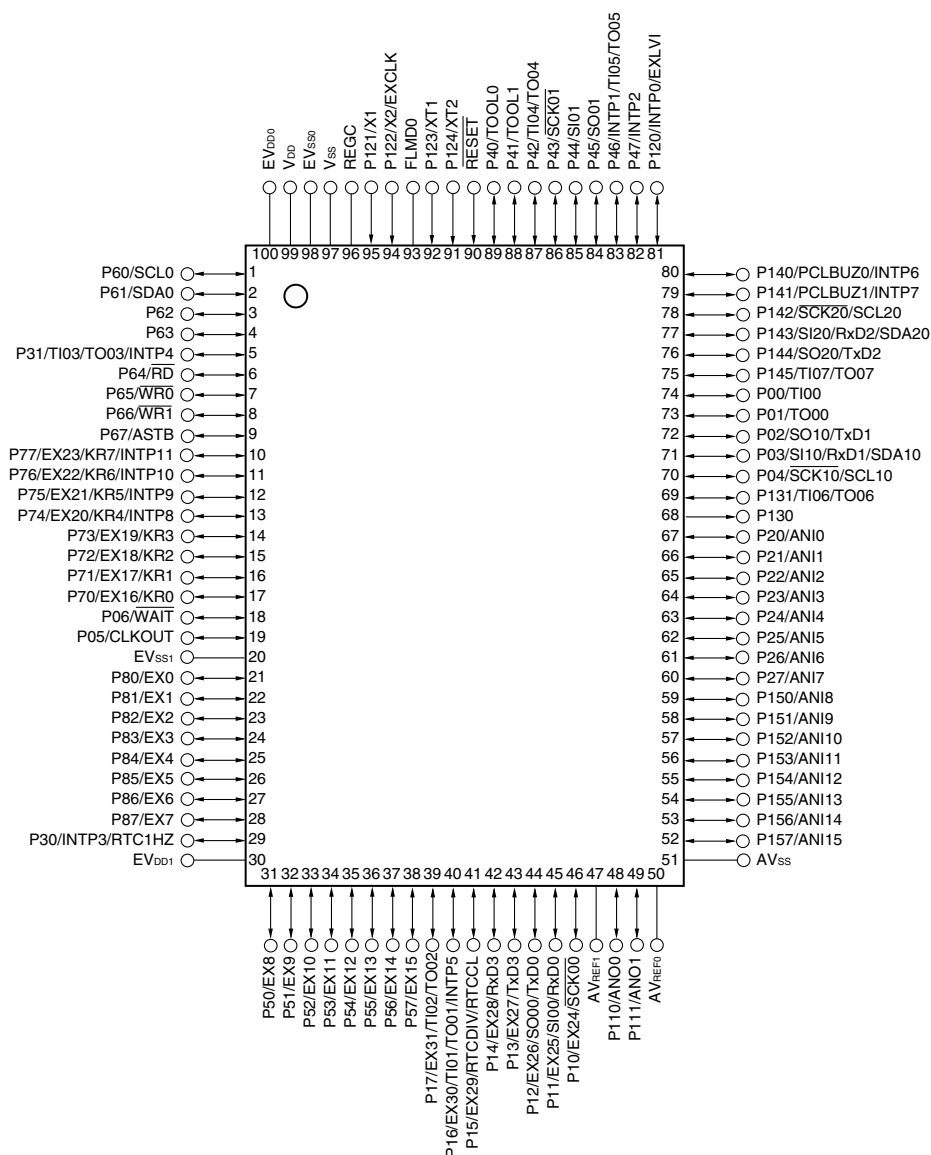 EVDD0
VDD
EVSS0
VSS
REGC
P121/X1
P122/X2/EXCLK
FLMD0
P123/XT1
P124/XT2
RESET
P40/TOOL0
P41/TOOL1
P42/TI04/TO04
P43/SCK01
P44/SI01
P45/SO01
P46/INTP1/TI05/TO05
P47/INTP2
P120/INTP0/EXLVI
100 99 98 97 96 95 94 93 92 91 90 89 88 87 86 85 84 83 82 81
P60/SCL0 1
P61/SDA0 2
P62 3
P63 4
P31/TI03/TO03/INTP4 5
P64/RD 6
P65/WR0 7
P66/WR1 8
P67/ASTB 9
P77/EX23/KR7/INTP11 10
P76/EX22/KR6/INTP10 11
P75/EX21/KR5/INTP9 12
P74/EX20/KR4/INTP8 13
P73/EX19/KR3 14
P72/EX18/KR2 15
P71/EX17/KR1 16
P70/EX16/KR0 17
P06/WAIT 18
P05/CLKOUT 19
EVSS1 20
P80/EX0 21
P81/EX1 22
P82/EX2 23
P83/EX3 24
P84/EX4 25
P85/EX5 26
P86/EX6 27
P87/EX7 28
P30/INTP3/RTC1HZ 29
EVDD1 30
80 P140/PCLBUZ0/INTP6
79 P141/PCLBUZ1/INTP7
78 P142/SCK20/SCL20
77 P143/SI20/RxD2/SDA20
76 P144/SO20/TxD2
75 P145/TI07/TO07
74 P00/TI00
73 P01/TO00
72 P02/SO10/TxD1
71 P03/SI10/RxD1/SDA10
70 P04/SCK10/SCL10
69 P131/TI06/TO06
68 P130
67 P20/ANI0
66 P21/ANI1
65 P22/ANI2
64 P23/ANI3
63 P24/ANI4
62 P25/ANI5
61 P26/ANI6
60 P27/ANI7
59 P150/ANI8
58 P151/ANI9
57 P152/ANI10
56 P153/ANI11
55 P154/ANI12
54 P155/ANI13
53 P156/ANI14
52 P157/ANI15
51 AVSS
31 32 33 34 35 36 37 38 39 40 41 42 43 44 45 46 47 48 49 50
P50/EX8
P51/EX9
P52/EX10
P53/EX11
P54/EX12
P55/EX13
P56/EX14
P57/EX15
P17/EX31/TI02/TO02
P16/EX30/TI01/TO01/INTP5
P15/EX29/RTCDIV/RTCCL
P14/EX28/RxD3
P13/EX27/TxD3
P12/EX26/SO00/TxD0
P11/EX25/SI00/RxD0
P10/EX24/SCK00
AVREF1
P110/ANO0
P111/ANO1
AVREF0